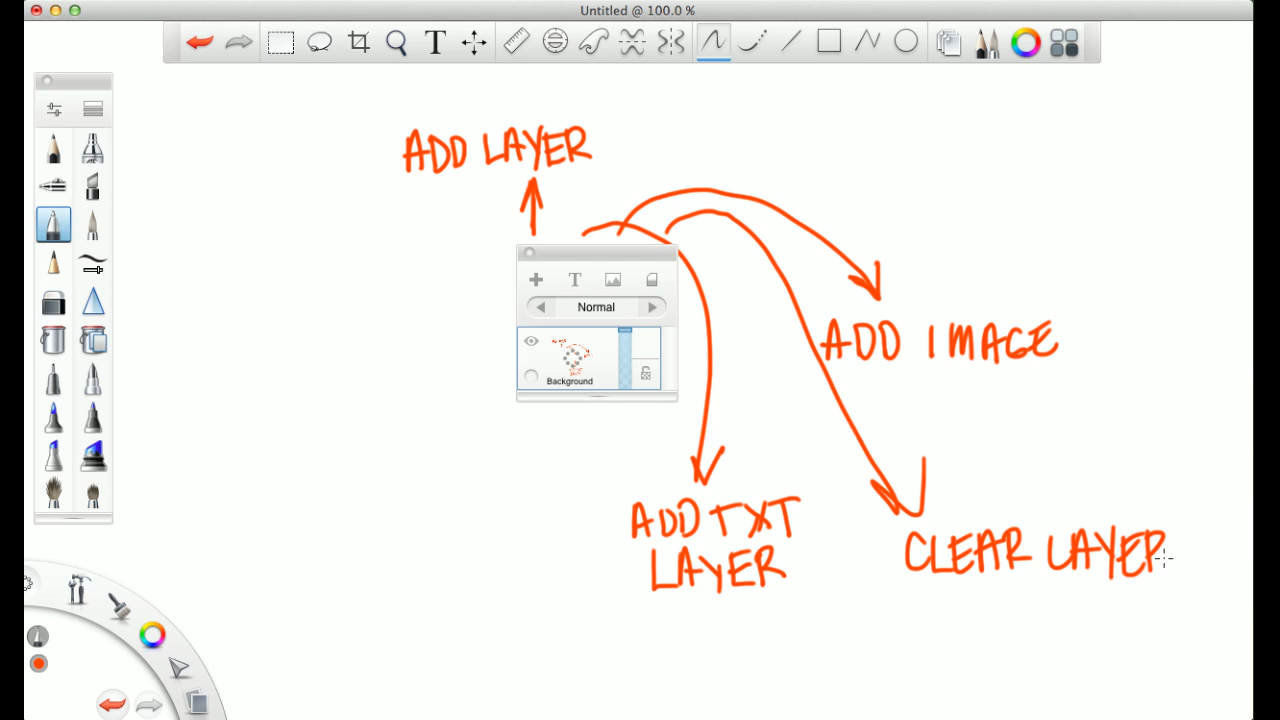 Untitled @ 100.0 %
T
ADD LAYER
T
Normal
Background
ADD IMAGE
ADD TXT
LAYER
CLEAR LAYER